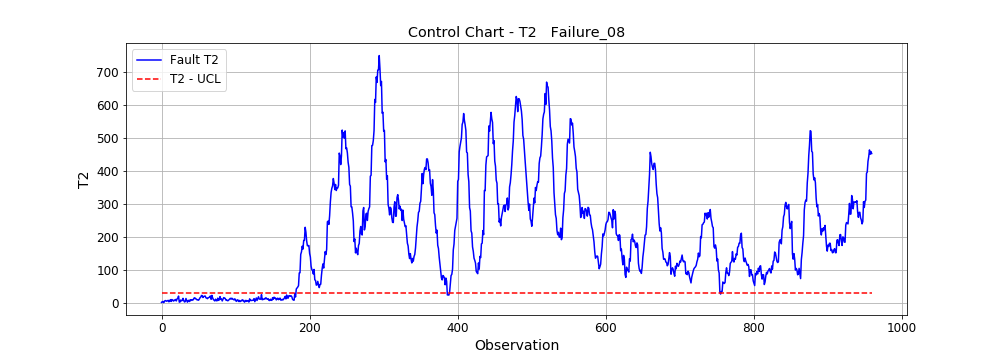 Control Chart - T2   Failure_08
Fault T2
T2 - UCL
T2
700
600
500
400
300
200
100
0
0 200 400 600 800 1000
Observation